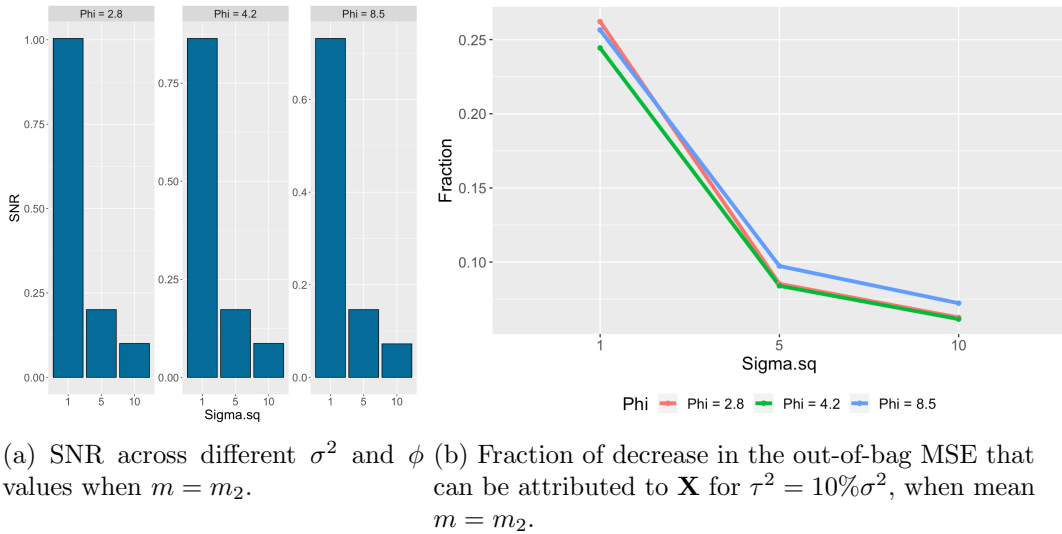 Phi = 2.8
Phi = 4.2
Phi = 8.5
SNR
1.00
0.75
0.50
0.25
0.00
0.75
0.50
0.25
0.00
0.6
0.4
0.2
0.0
1 5 10
1 5 10
1 5 10
Sigma.sq
Fraction
0.25
0.20
0.15
0.10
1 5 10
Sigma.sq
Phi Phi = 2.8 Phi = 4.2 Phi = 8.5
(a) SNR across different σ² and ϕ
values when m = m₂.
(b) Fraction of decrease in the out-of-bag MSE that
can be attributed to X for τ² = 10%σ², when mean
m = m₂.